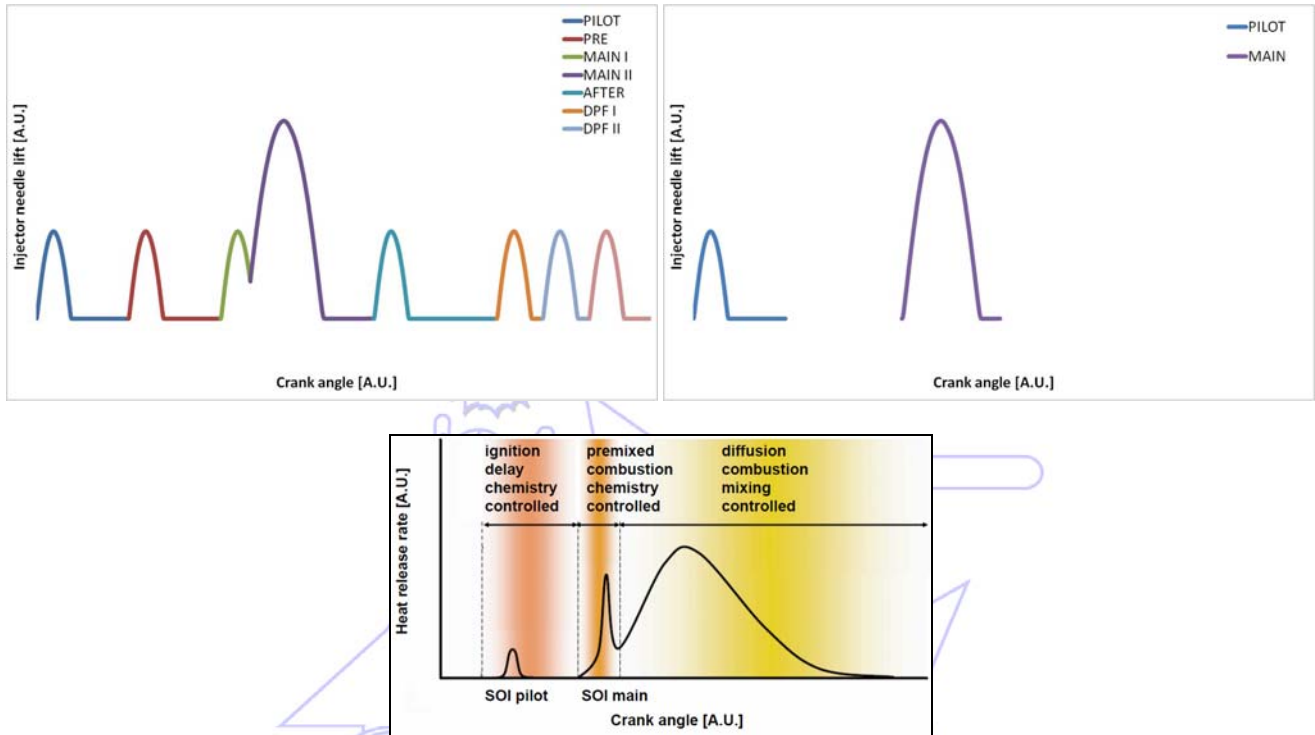 PILOT
PRE
MAIN I
MAIN II
AFTER
DPF I
DPF II
Injector needle lift [A.U.]
Crank angle [A.U.]
PILOT
MAIN
Injector needle lift [A.U.]
Crank angle [A.U.]
ignition
delay
chemistry
controlled
premixed
combustion
chemistry
controlled
diffusion
combustion
mixing
controlled
Heat release rate [A.U.]
SOI pilot
SOI main
Crank angle [A.U.]